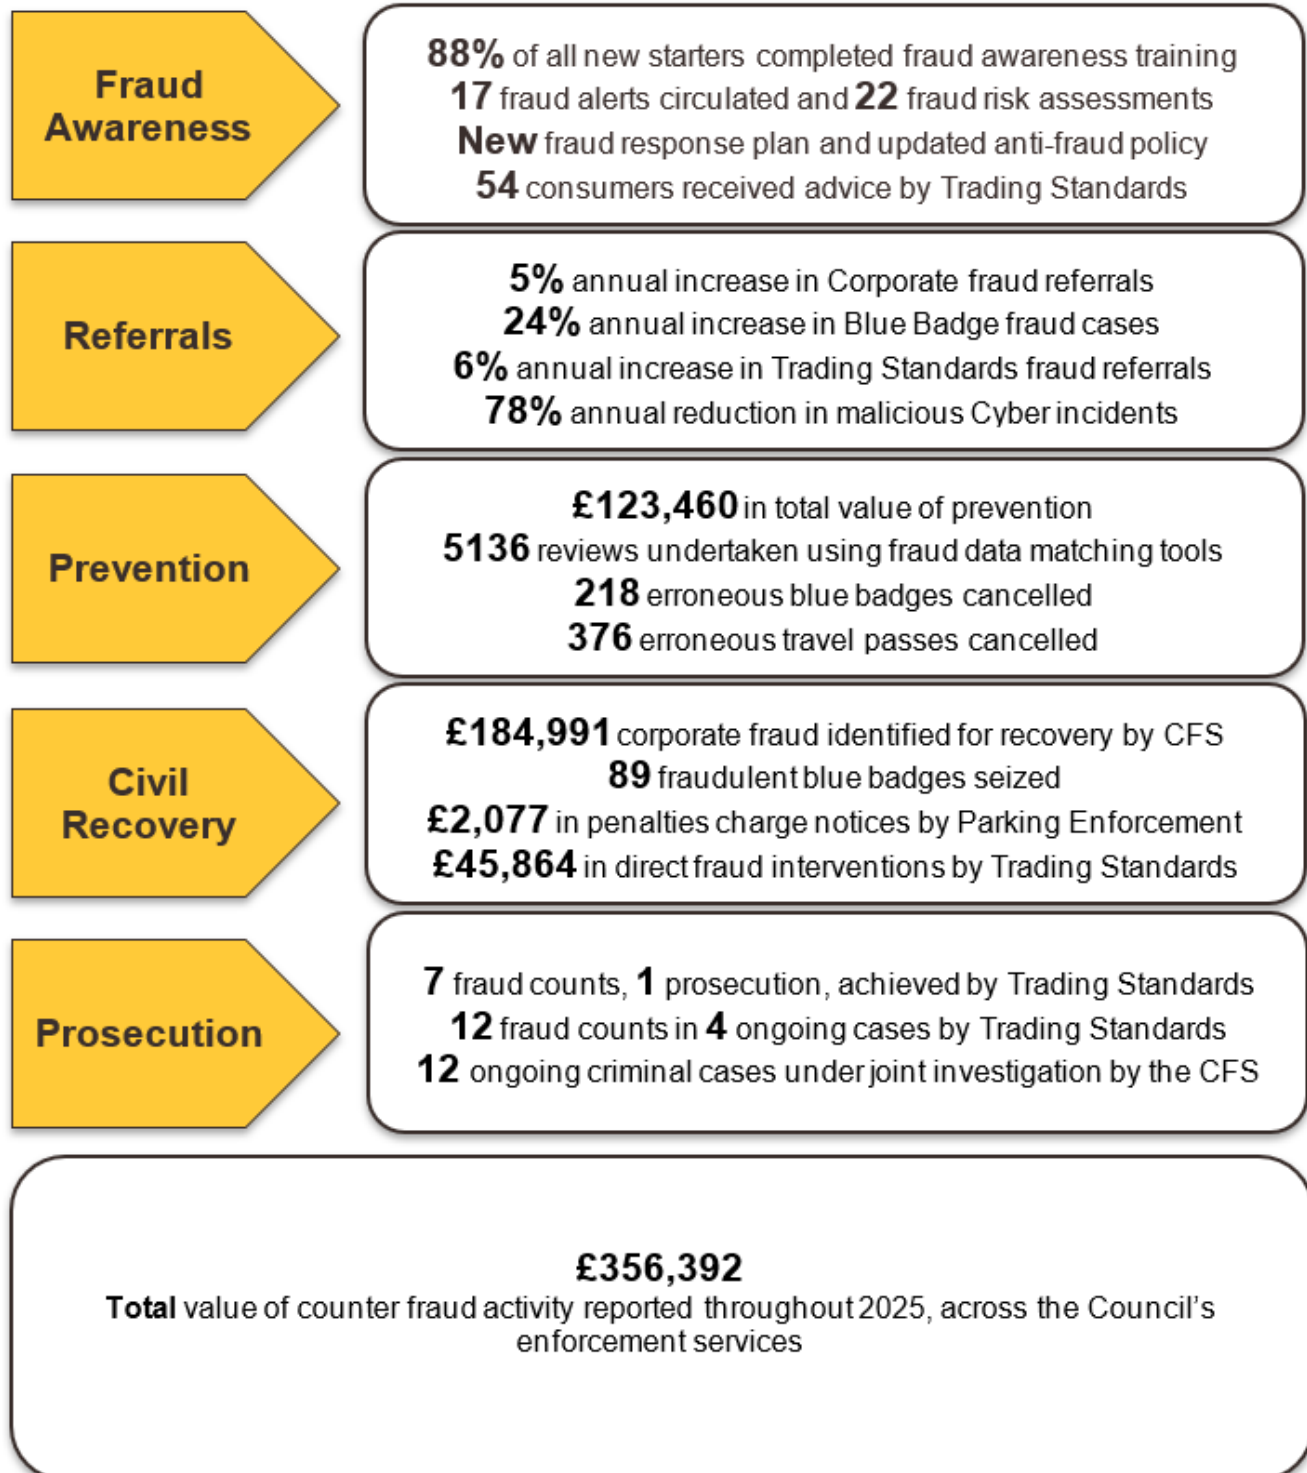 Fraud
Awareness
88% of all new starters completed fraud awareness training
17 fraud alerts circulated and 22 fraud risk assessments
New fraud response plan and updated anti-fraud policy
54 consumers received advice by Trading Standards
Referrals
5% annual increase in Corporate fraud referrals
24% annual increase in Blue Badge fraud cases
6% annual increase in Trading Standards fraud referrals
78% annual reduction in malicious Cyber incidents
Prevention
£123,460 in total value of prevention
5136 reviews undertaken using fraud data matching tools
218 erroneous blue badges cancelled
376 erroneous travel passes cancelled
Civil
Recovery
£184,991 corporate fraud identified for recovery by CFS
89 fraudulent blue badges seized
£2,077 in penalties charge notices by Parking Enforcement
£45,864 in direct fraud interventions by Trading Standards
Prosecution
7 fraud counts, 1 prosecution, achieved by Trading Standards
12 fraud counts in 4 ongoing cases by Trading Standards
12 ongoing criminal cases under joint investigation by the CFS
£356,392
Total value of counter fraud activity reported throughout 2025, across the Council’s
enforcement services